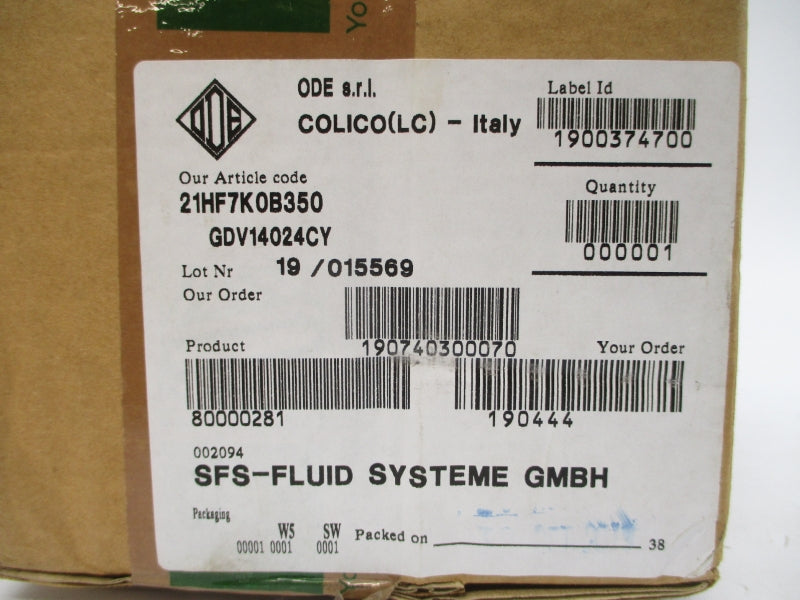 Yo
ODE
ODE s.r.l.
COLICO(LC) - Italy
Label Id
1900374700
Our Article code
21HF7K0B350
GDV14024CY
Quantity
000001
Lot Nr 19 /015569
Our Order
190740300070
Product
Your Order
80000281
190444
002094
SFS-FLUID SYSTEME GMBH
Packaging
W5 SW
00001 0001 0001
Packed on 38